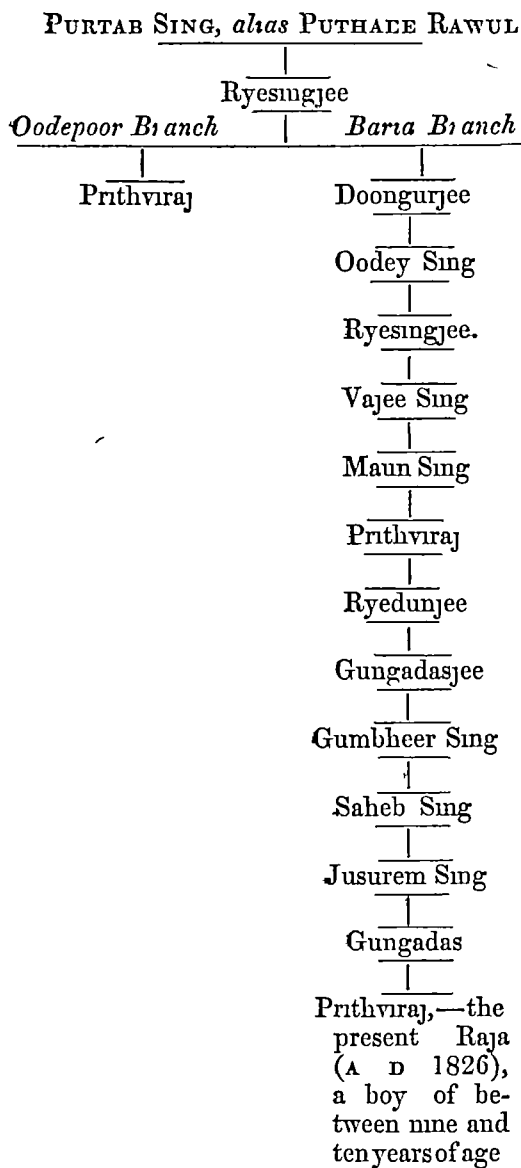 PURTAB SING, alias PUTHAEE RAWUL
Ryesingjee
Oodepoor Branch Baria Branch
Prithviraj Doongurjee
Oodey Sing
Ryesingjee.
Vajee Sing
Maun Sing
Prithviraj
Ryedunjee
Gungadasjee
Gumbheer Sing
Saheb Sing
Jusurem Sing
Gungadas
Prithviraj,—the
present Raja
(A D 1826),
a boy of be-
tween nine and
ten years of age